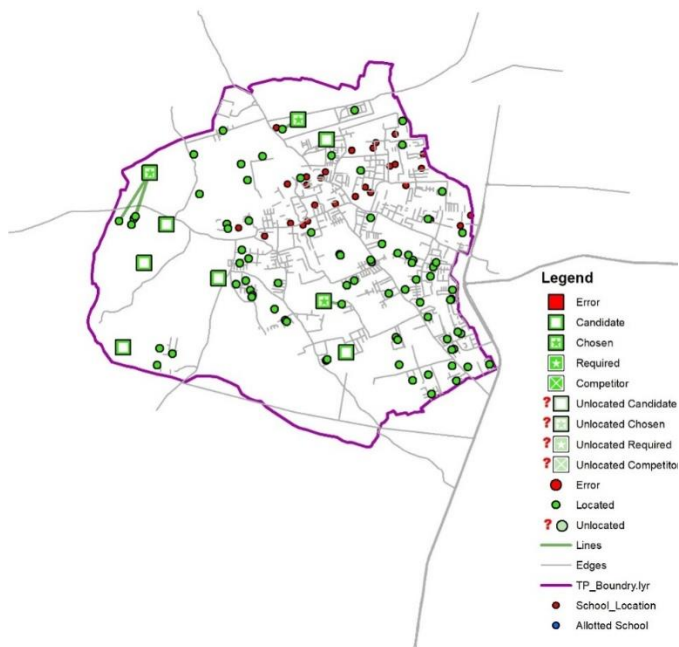 Legend
Error
Candidate
Chosen
Required
Competitor
? Unlocated Candidate
? Unlocated Chosen
? Unlocated Required
? Unlocated Competitor
Error
Located
? Unlocated
Lines
Edges
TP_Boundry.lyr
School_Location
Allotted School